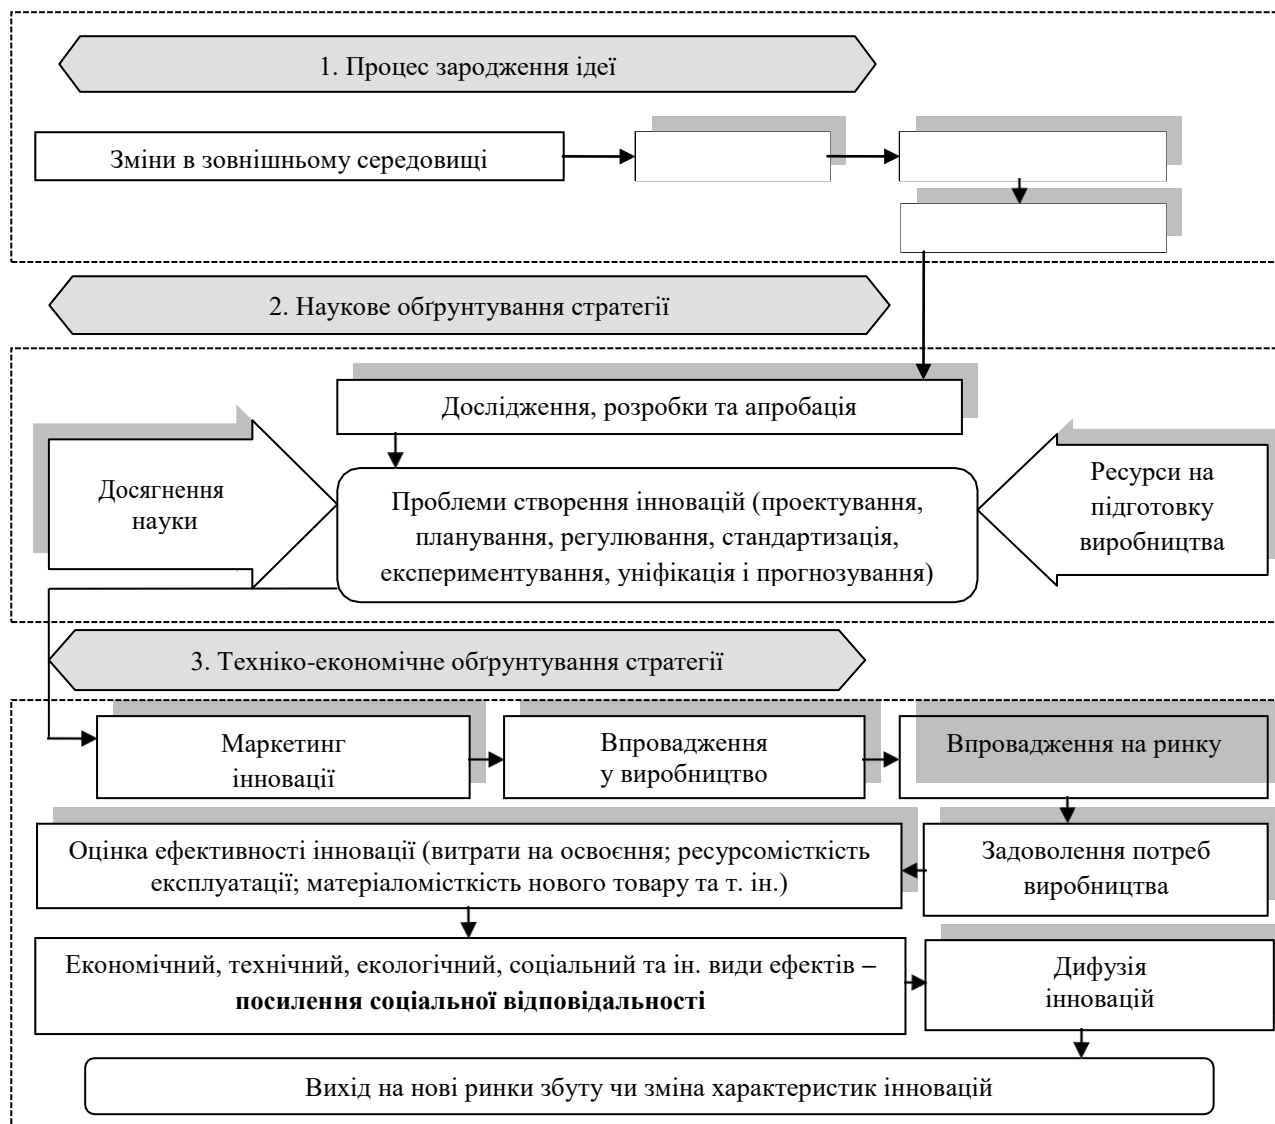 1. Процес зародження ідеї
Зміни в зовнішньому середовищі
2. Наукове обґрунтування стратегії
Дослідження, розробки та апробація
Досягнення
науки
Проблеми створення інновацій (проектування,
планування, регулювання, стандартизація,
експериментування, уніфікація і прогнозування)
Ресурси на
підготовку
виробництва
3. Техніко-економічне обґрунтування стратегії
Маркетинг
інновації
Впровадження
у виробництво
Впровадження на ринку
Оцінка ефективності інновації (витрати на освоєння; ресурсомісткість
експлуатації; матеріаломісткість нового товару та т. ін.)
Задоволення потреб
виробництва
Економічний, технічний, екологічний, соціальний та ін. види ефектів –
посилення соціальної відповідальності
Дифузія
інновацій
Вихід на нові ринки збуту чи зміна характеристик інновацій